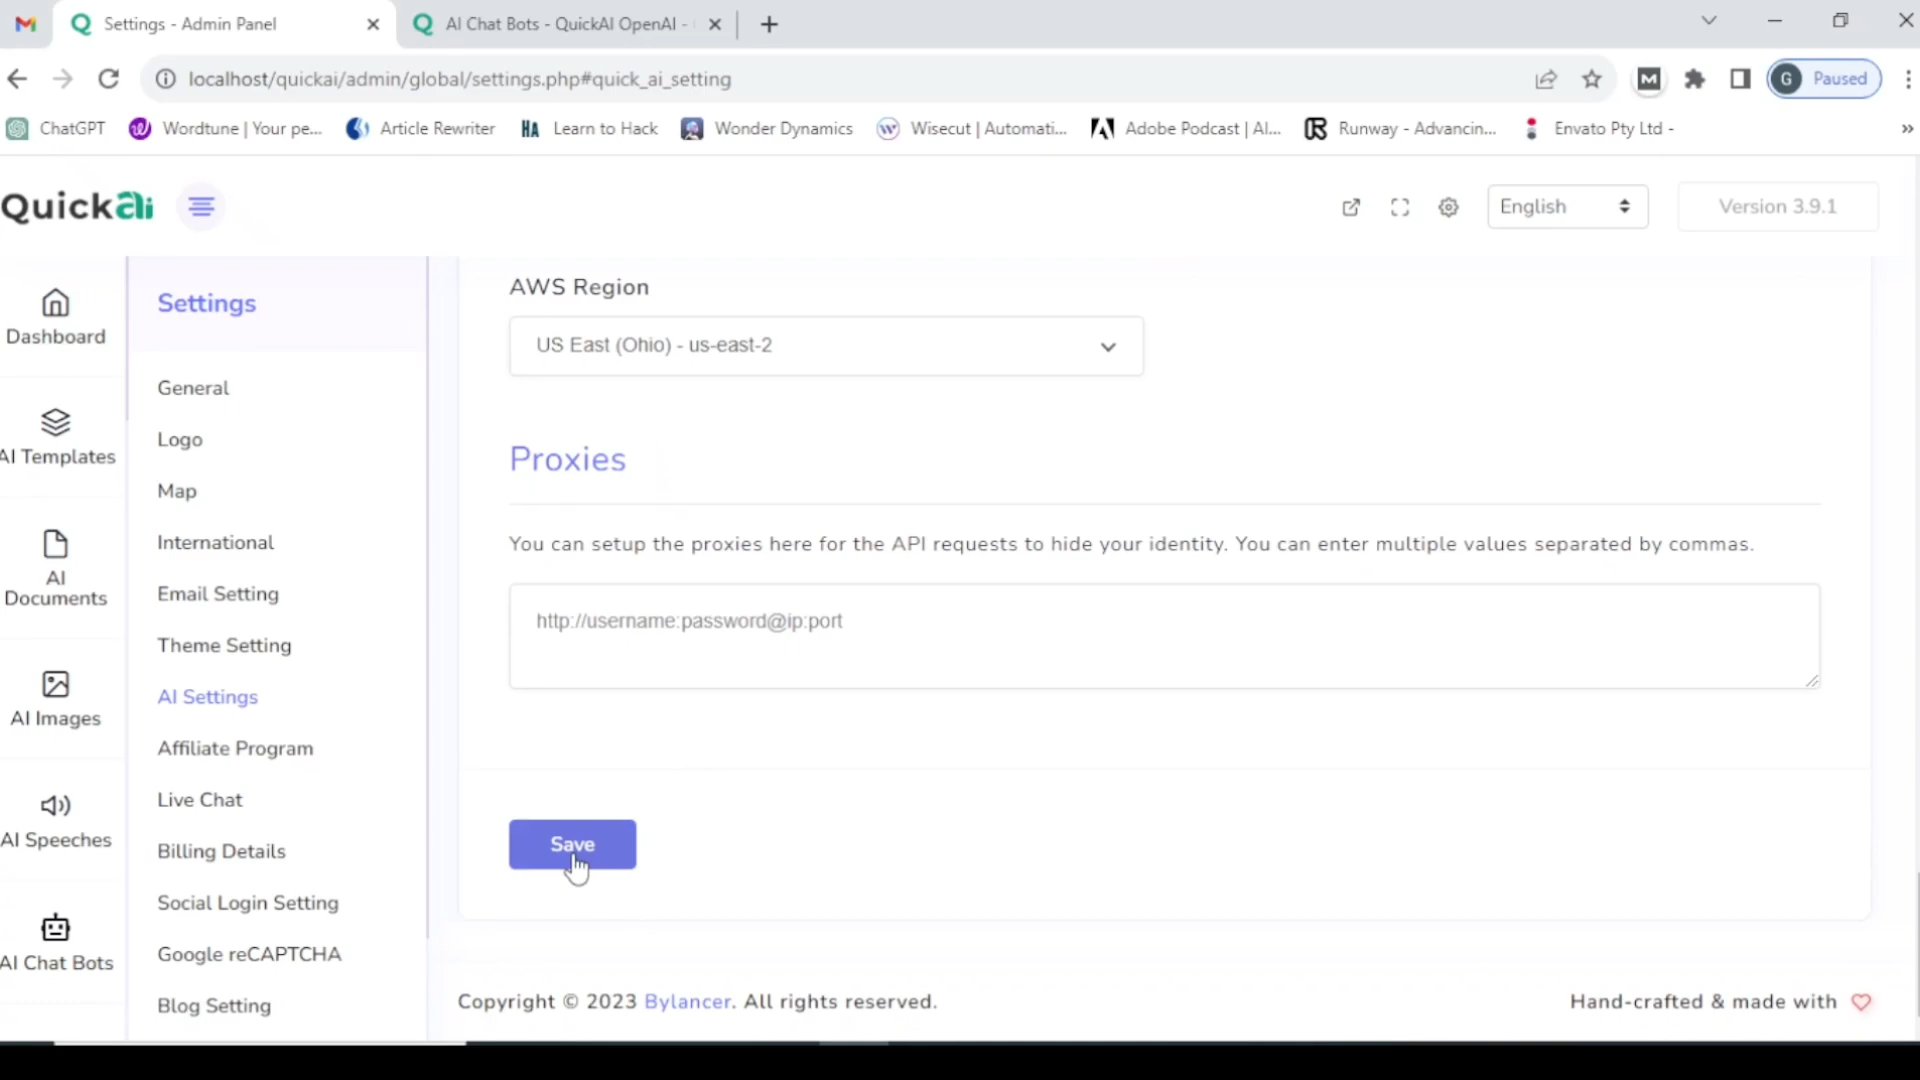 Settings - Admin Panel
AI Chat Bots - QuickAI OpenAI -
localhost/quickai/admin/global/settings.php#quick_ai_setting
G Paused
ChatGPT
Wordtune | Your pe...
Article Rewriter
HA Learn to Hack
Wonder Dynamics
Wisecut | Automati...
Adobe Podcast | AI...
Runway - Advancin...
Envato Pty Ltd -
QuickAi
English
Version 3.9.1
Dashboard
AI Templates
AI
Documents
AI Images
AI Speeches
AI Chat Bots
Settings
General
Logo
Map
International
Email Setting
Theme Setting
AI Settings
Affiliate Program
Live Chat
Billing Details
Social Login Setting
Google reCAPTCHA
Blog Setting
AWS Region
US East (Ohio) - us-east-2
Proxies
You can setup the proxies here for the API requests to hide your identity. You can enter multiple values separated by commas.
http://username:password@ip:port
Save
Copyright © 2023 Bylancer. All rights reserved.
Hand-crafted & made with